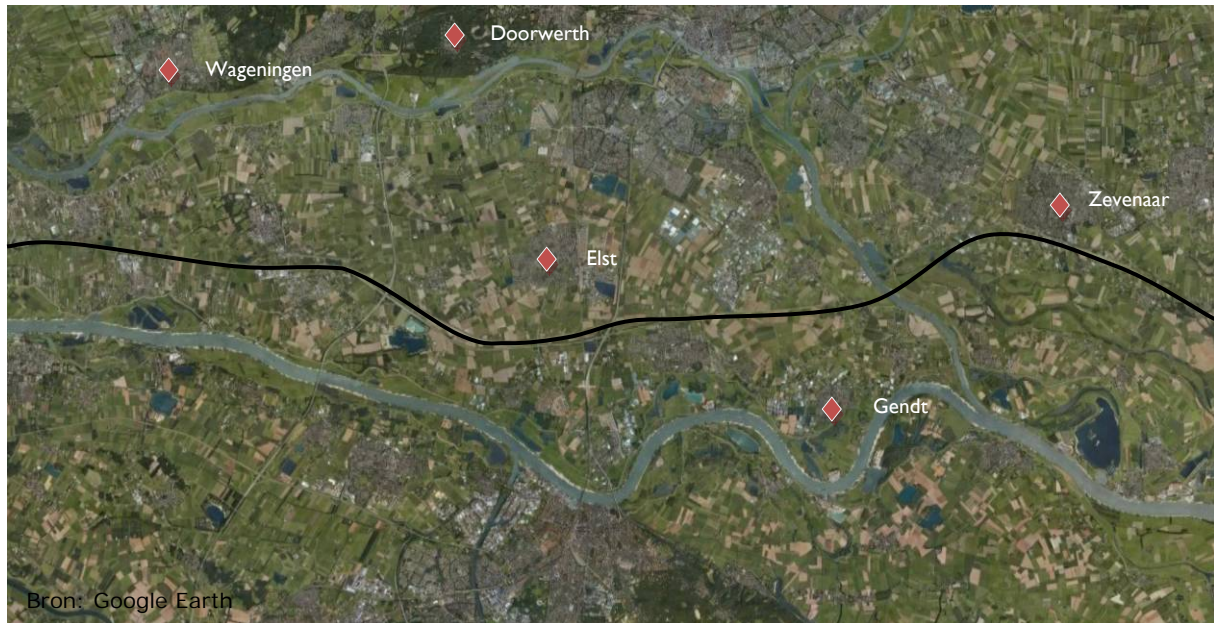 Doorwerth
Wageningen
Zevenaar
Elst
Gendt
Bron: Google Earth